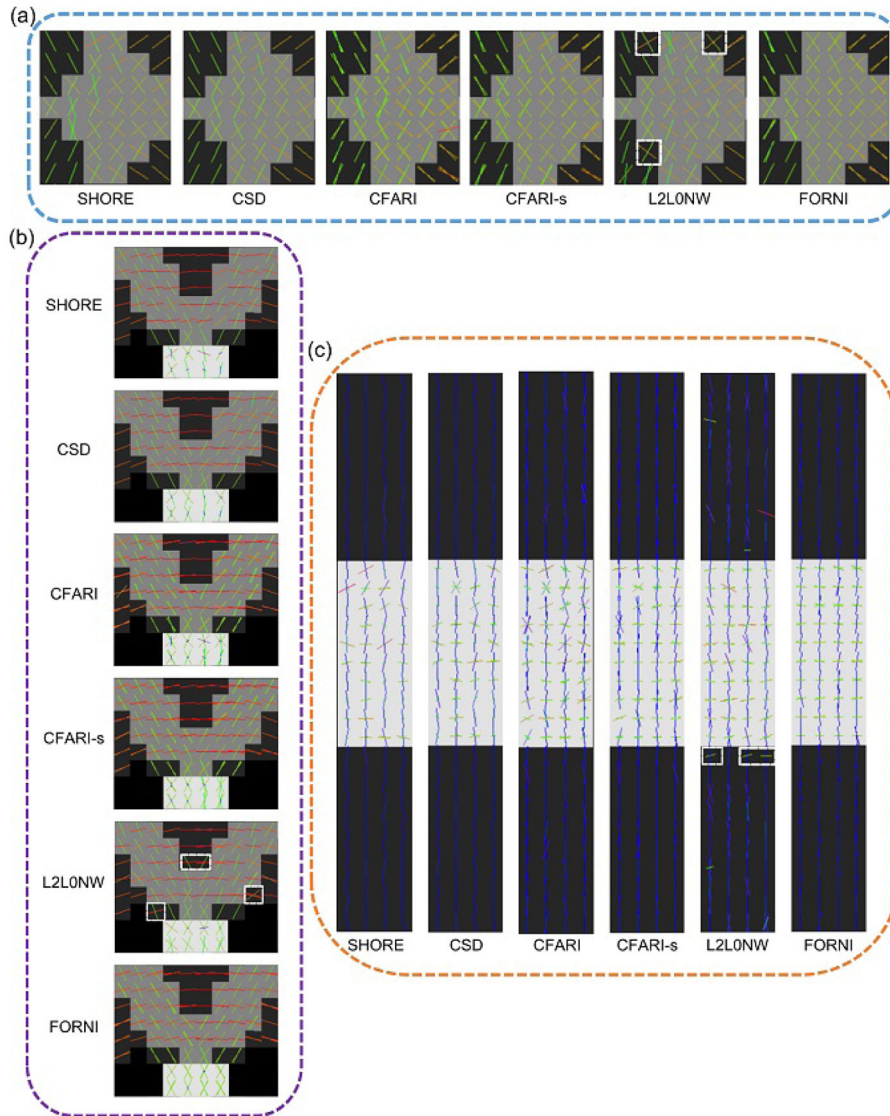 (a)
SHORE CSD CFARI CFARI-s L2L0NW FORNI
(b)
SHORE
CSD
CFARI
CFARI-s
L2L0NW
FORNI
(c)
SHORE CSD CFARI CFARI-s L2L0NW FORNI